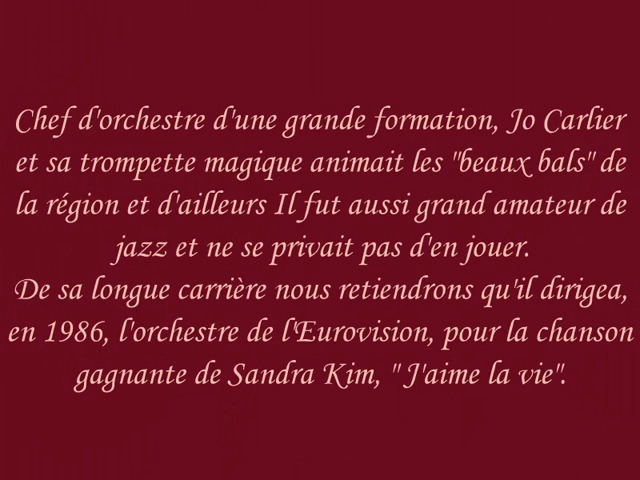 Chef d'orchestre d'une grande formation, Jo Carlier
et sa trompette magique animait les "beaux bals" de
la région et d'ailleurs Il fut aussi grand amateur de
jazz et ne se privait pas d'en jouer.
De sa longue carrière nous retiendrons qu'il dirigea,
en 1986, l'orchestre de l'Eurovision, pour la chanson
gagnante de Sandra Kim, " J'aime la vie".